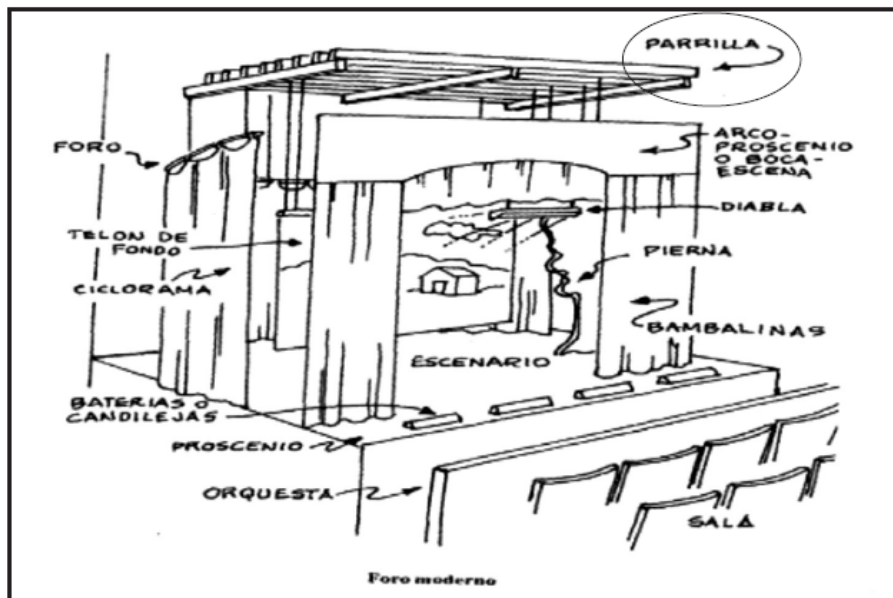 PARRILLA
FORO
ARCO-
PROSCENIO
O BOCA-
ESCENA
DIABLA
TELON DE
FONDO
PIERNA
CICLORAMA
BAMBALINAS
ESCENARIO
BATERIAS O
CANDILEJAS
PROSCENIO
ORQUESTA
SALA
Foro moderno